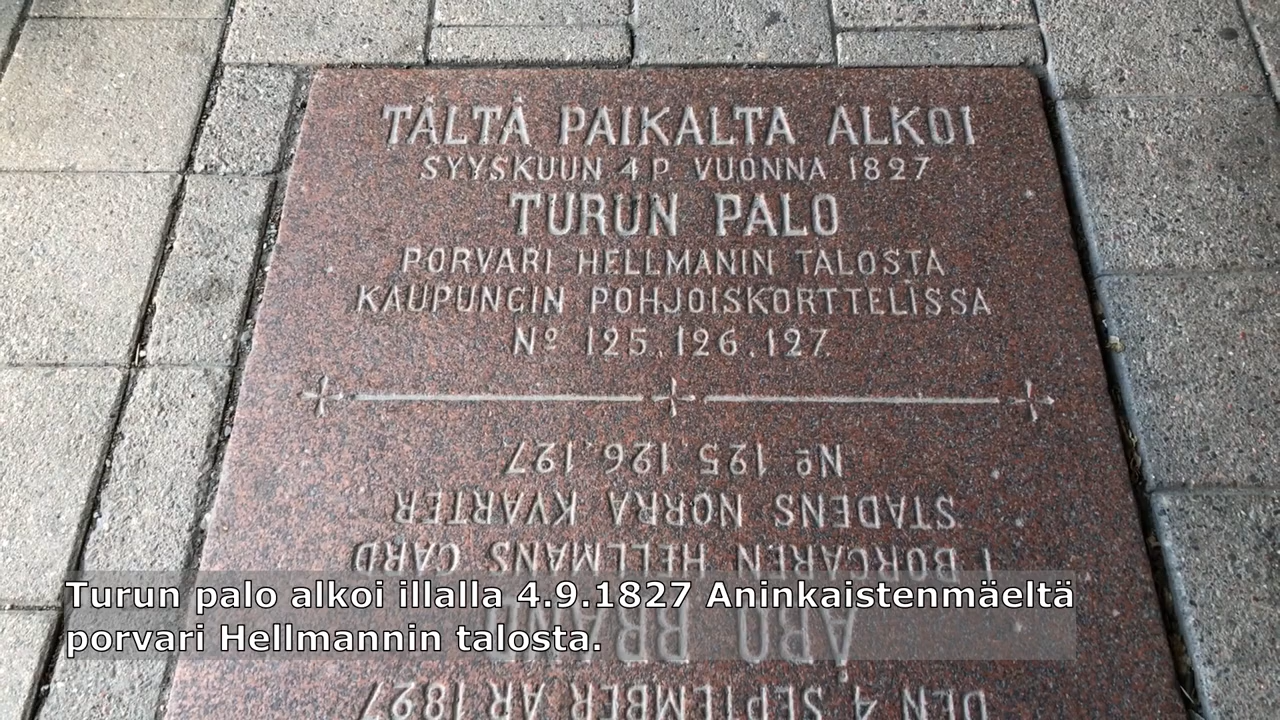 TÄLTÄ PAIKALTA ALKOI
SYYSKUUN 4 P. VUONNA 1827
TURUN PALO
PORVARI HELLMANIN TALOSTA
KAUPUNGIN POHJOISKORTTELISSA
Nº 125.126.127.
Nº 125.126.127.
STADENS NORRA KVARTER
I BORGAREN HELLMANS GÅRD
ÅBO BRAND
DEN 4 SEPTEMBER ÅR 1827
Turun palo alkoi illalla 4.9.1827 Aninkaistenmäeltä
porvari Hellmannin talosta.